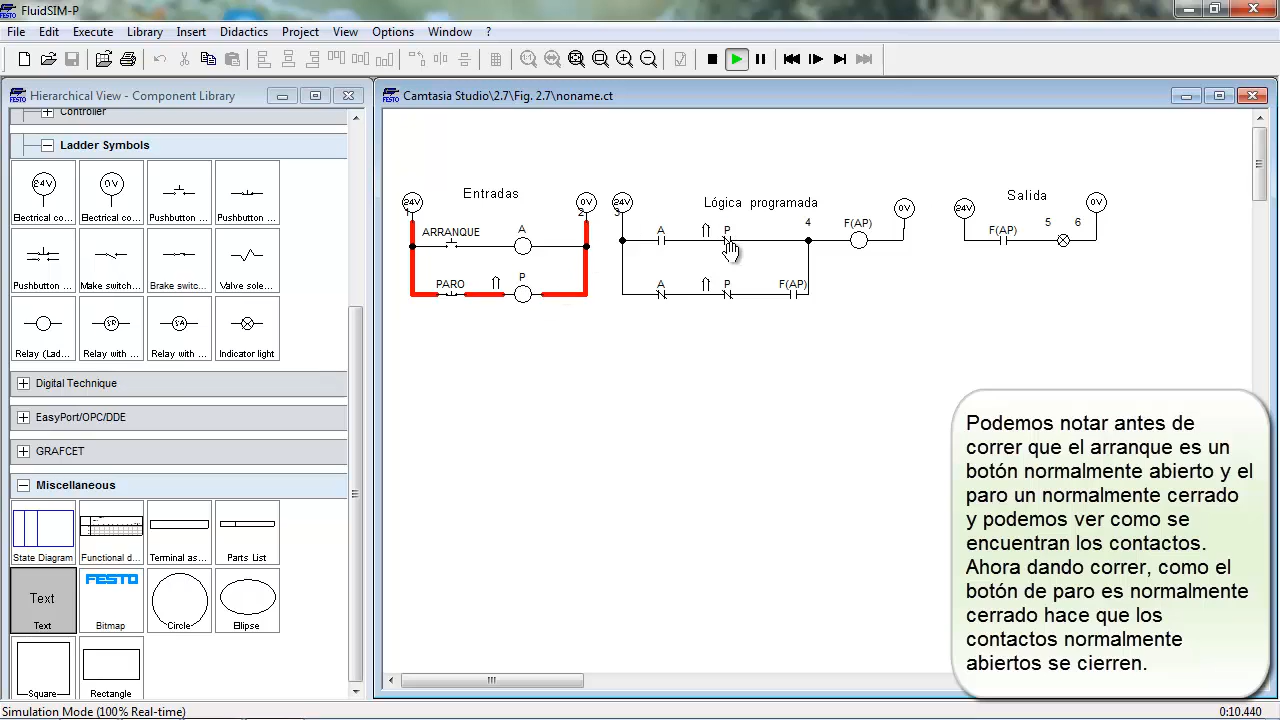 FluidSIM-P
File Edit Execute Library Insert Didactics Project View Options Window ?
Hierarchical View - Component Library
Camtasia Studio\2.7\Fig. 2.7\noname.ct
Controller
Ladder Symbols
24V 0V
Electrical co... Electrical co... Pushbutton ... Pushbutton ...
Pushbutton ... Make switch... Brake switc... Valve sole...
SR SA
Relay (Lad... Relay with ... Relay with ... Indicator light
Digital Technique
EasyPort/OPC/DDE
GRAFCET
Miscellaneous
State Diagram Functional d... Terminal as... Parts List
Text FESTO
Text Bitmap Circle Ellipse
Square Rectangle
Entradas Lógica programada Salida
24V 0V 24V 0V 24V 0V
1 2 3 4 5 6
ARRANQUE A A P F(AP) F(AP)
PARO P A P F(AP)
Podemos notar antes de
correr que el arranque es un
botón normalmente abierto y el
paro un normalmente cerrado
y podemos ver como se
encuentran los contactos.
Ahora dando correr, como el
botón de paro es normalmente
cerrado hace que los
contactos normalmente
abiertos se cierren.
Simulation Mode (100% Real-time) 0:10.440